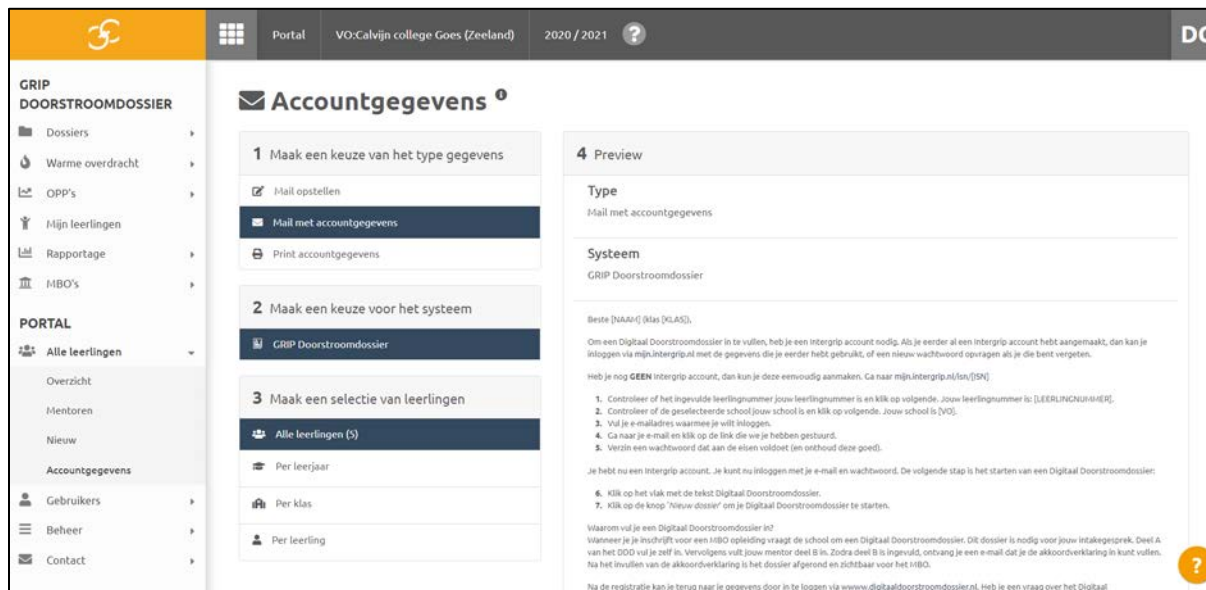 Portal VO:Calvijn college Goes (Zeeland) 2020 / 2021 ?
DO
GRIP
DOORSTROOMDOSSIER
Dossiers
Warme overdracht
OPP's
Mijn leerlingen
Rapportage
MBO's
PORTAL
Alle leerlingen
Overzicht
Mentoren
Nieuw
Accountgegevens
Gebruikers
Beheer
Contact
Accountgegevens
1 Maak een keuze van het type gegevens
Mail opstellen
Mail met accountgegevens
Print accountgegevens
2 Maak een keuze voor het systeem
GRIP Doorstroomdossier
3 Maak een selectie van leerlingen
Alle leerlingen (5)
Per leerjaar
Per klas
Per leerling
4 Preview
Type
Mail met accountgegevens
Systeem
GRIP Doorstroomdossier
Beste [NAAM] (klas [KLAS]),
Om een Digitaal Doorstroomdossier in te vullen, heb je een Intergrip account nodig. Als je eerder al een Intergrip account hebt aangemaakt, dan kan je
inloggen via mijn.intergrip.nl met de gegevens die je eerder hebt gebruikt, of een nieuw wachtwoord opvragen als je die bent vergeten.
Heb je nog GEEN Intergrip account, dan kun je deze eenvoudig aanmaken. Ga naar mijn.intergrip.nl/isn/[ISN]
1. Controleer of het ingevulde leerlingnummer jouw leerlingnummer is en klik op volgende. Jouw leerlingnummer is: [LEERLINGNUMMER].
2. Controleer of de geselecteerde school jouw school is en klik op volgende. Jouw school is [VO].
3. Vul je e-mailadres waarmee je wilt inloggen.
4. Ga naar je e-mail en klik op de link die we je hebben gestuurd.
5. Verzin een wachtwoord dat aan de eisen voldoet (en onthoud deze goed).
Je hebt nu een Intergrip account. Je kunt nu inloggen met je e-mail en wachtwoord. De volgende stap is het starten van een Digitaal Doorstroomdossier:
6. Klik op het vlak met de tekst Digitaal Doorstroomdossier.
7. Klik op de knop 'Nieuw dossier' om je Digitaal Doorstroomdossier te starten.
Waarom vul je een Digitaal Doorstroomdossier in?
Wanneer je je inschrijft voor een MBO opleiding vraagt de school om een Digitaal Doorstroomdossier. Dit dossier is nodig voor jouw intakegesprek. Deel A
van het DDD vul je zelf in. Vervolgens vult jouw mentor deel B in. Zodra deel B is ingevuld, ontvang je een e-mail dat je de akkoordverklaring in kunt vullen.
Na het invullen van de akkoordverklaring is het dossier afgerond en zichtbaar voor het MBO.
Na de registratie kan je terug naar je gegevens door in te loggen via wwww.digitaaldoorstroomdossier.nl. Heb je een vraag over het Digitaal
?